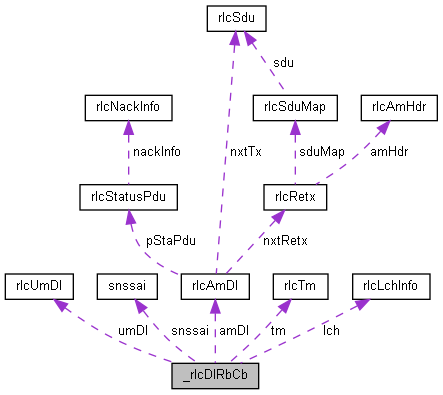 rlcSdu
sdu
rlcNackInfo
rlcSduMap
rlcAmHdr
nackInfo
nxtTx
sduMap
amHdr
rlcStatusPdu
rlcRetx
pStaPdu
nxtRetx
rlcUmDl
snssai
rlcAmDl
rlcTm
rlcLchInfo
umDl
snssai
amDl
tm
lch
_rlcDlRbCb